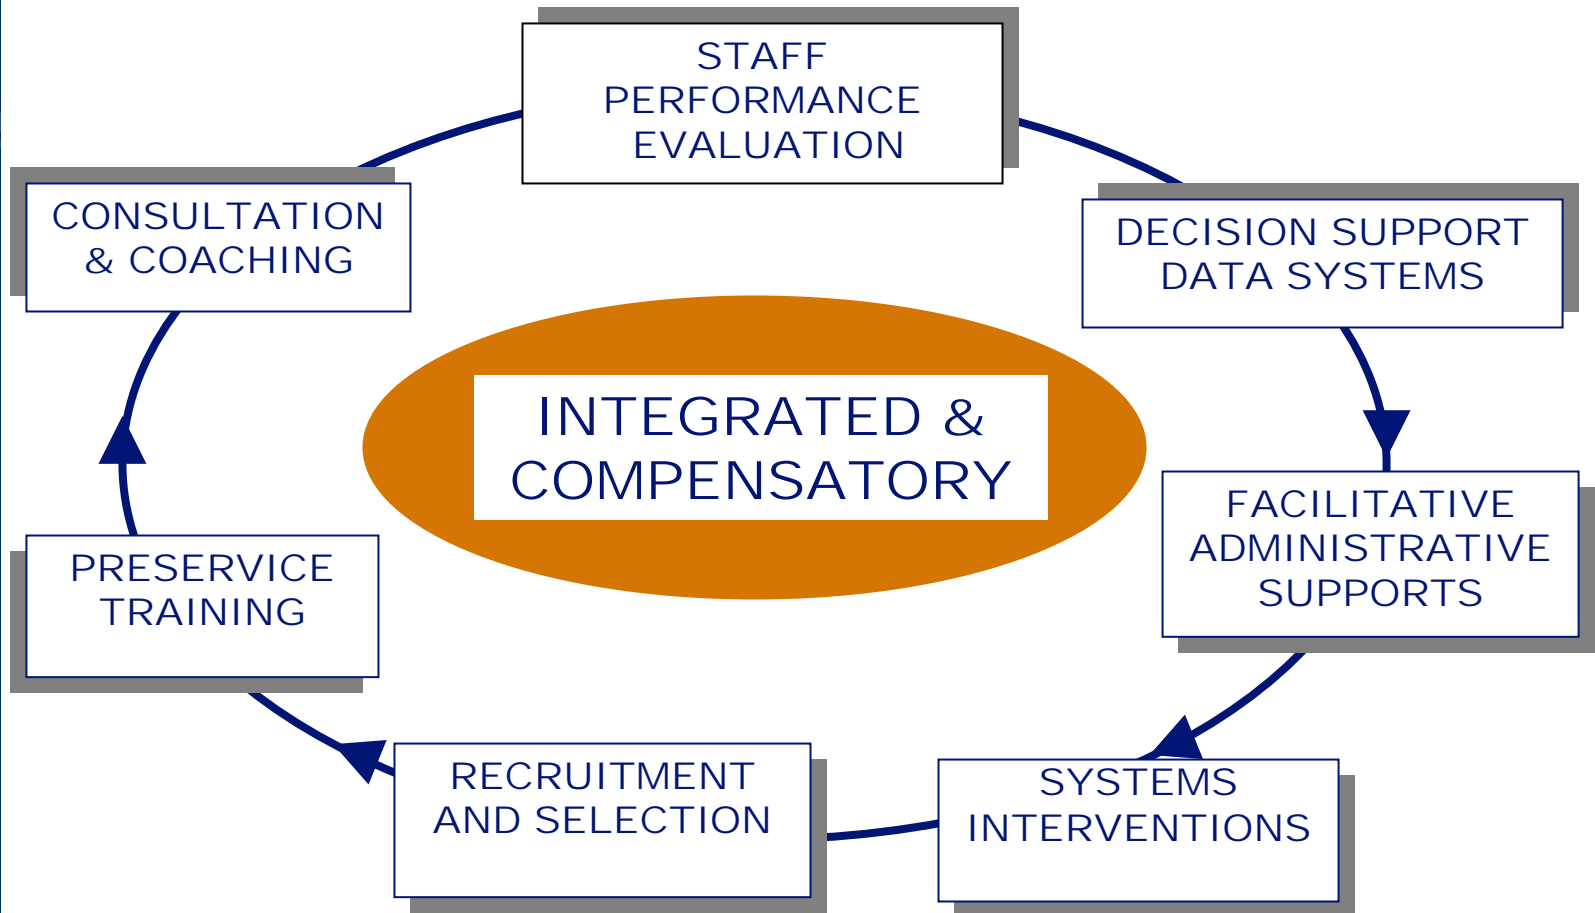 STAFF
PERFORMANCE
EVALUATION
CONSULTATION
& COACHING
DECISION SUPPORT
DATA SYSTEMS
INTEGRATED &
COMPENSATORY
FACILITATIVE
ADMINISTRATIVE
SUPPORTS
PRESERVICE
TRAINING
RECRUITMENT
AND SELECTION
SYSTEMS
INTERVENTIONS